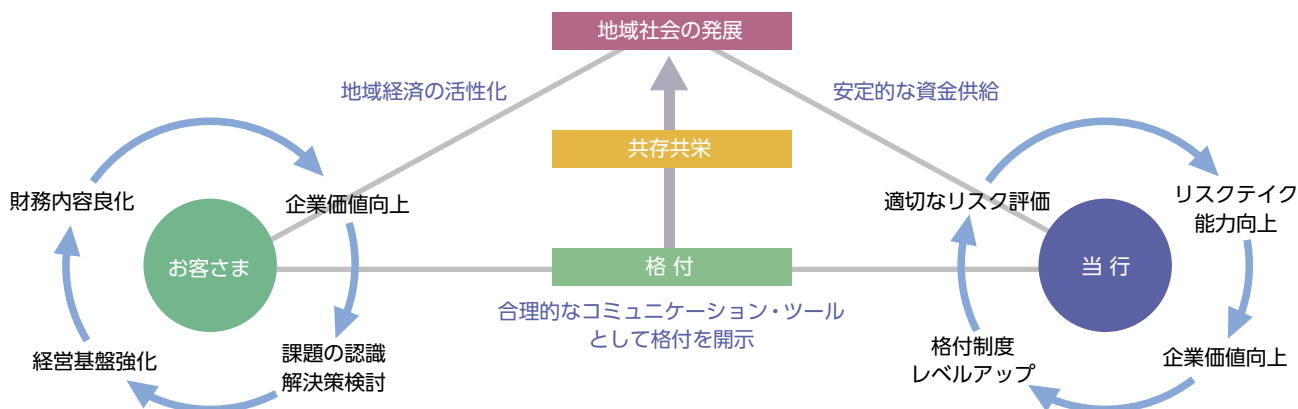 地域社会の発展
地域経済の活性化
安定的な資金供給
共存共栄
財務内容良化
企業価値向上
適切なリスク評価
リスクテイク
能力向上
お客さま
格 付
当 行
合理的なコミュニケーション・ツール
として格付を開示
経営基盤強化
課題の認識
解決策検討
格付制度
レベルアップ
企業価値向上